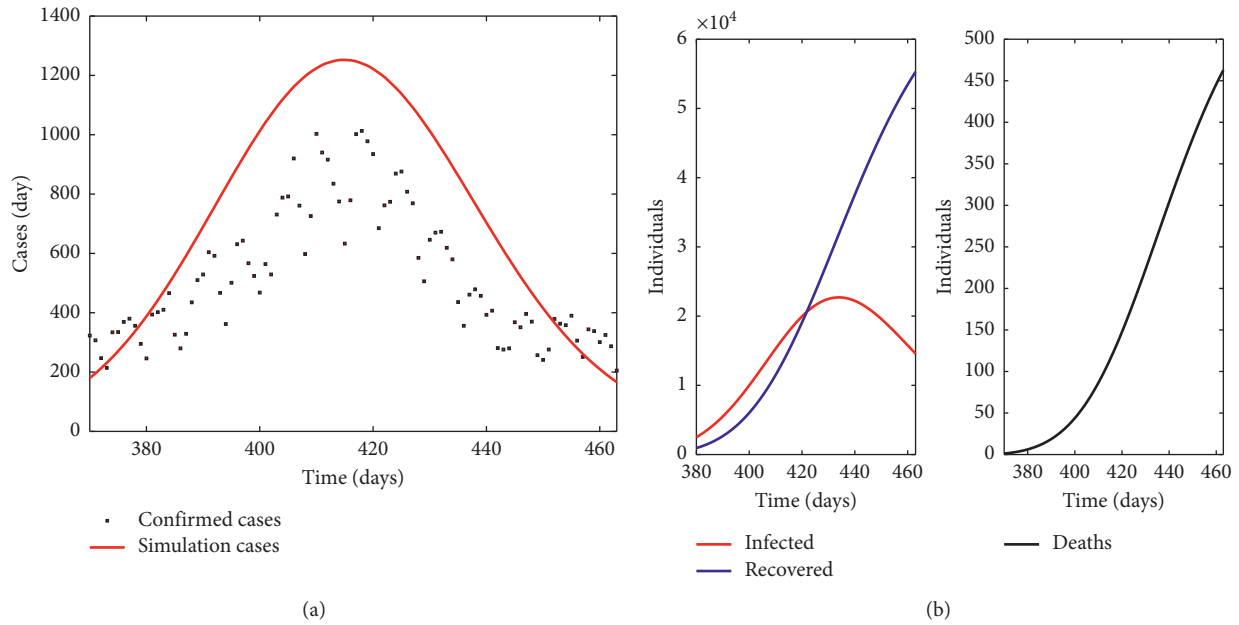 1400
1200
1000
800
600
400
200
0
Cases (day)
380 400 420 440 460
Time (days)
Confirmed cases
Simulation cases
(a)
×10⁴
6
5
4
3
2
1
0
Individuals
380 400 420 440 460
Time (days)
Infected
Recovered
500
450
400
350
300
250
200
150
100
50
0
Individuals
380 400 420 440 460
Time (days)
Deaths
(b)